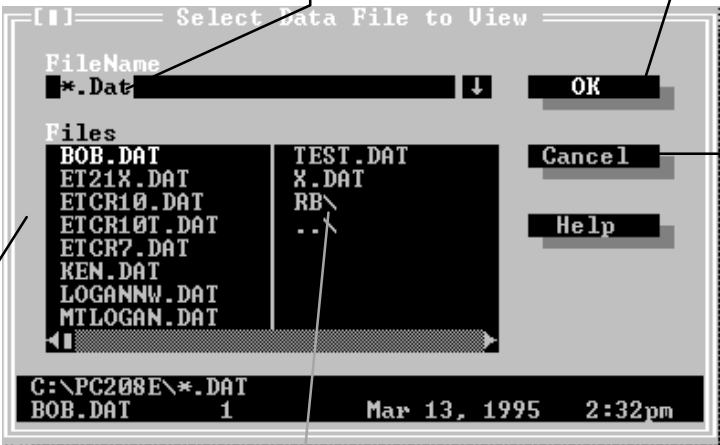 Select Data File to View
FileName
*.Dat
OK
Files
BOB.DAT
ET21X.DAT
ETCR10.DAT
ETCR10T.DAT
ETCR7.DAT
KEN.DAT
LOGANNW.DAT
MTLOGAN.DAT
TEST.DAT
X.DAT
RB\
..\
Cancel
Help
C:\PC208E\*.DAT
BOB.DAT 1 Mar 13, 1995 2:32pm